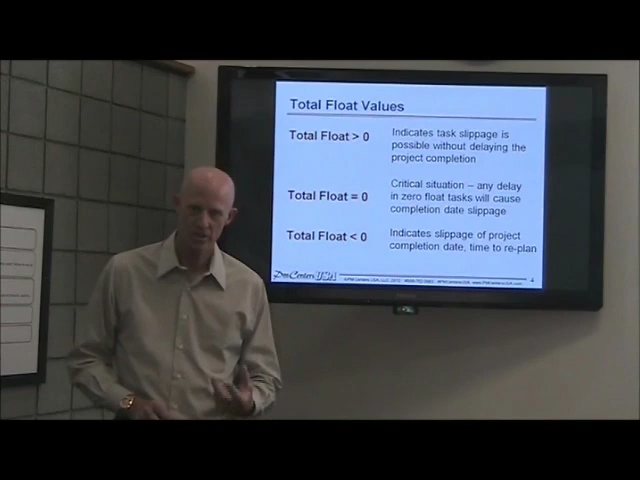 Total Float Values
Total Float > 0
Indicates task slippage is
possible without delaying the
project completion
Total Float = 0
Critical situation – any delay
in zero float tasks will cause
completion date slippage
Total Float < 0
Indicates slippage of project
completion date, time to re-plan
PM Centers USA
4